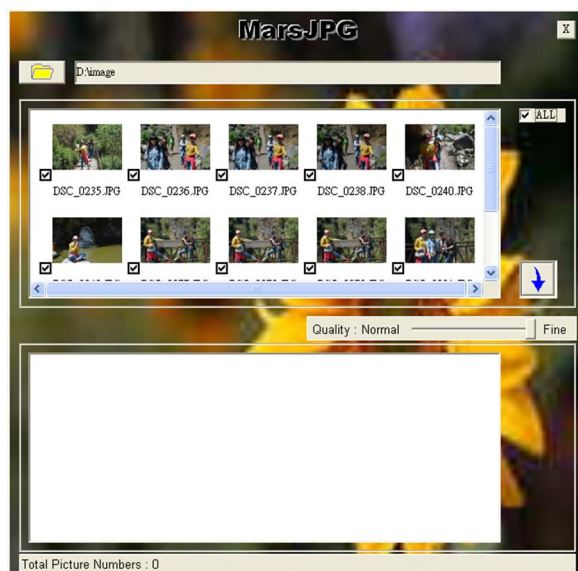 MarsJPG
X
D:\image
ALL
DSC_0235.JPG DSC_0236.JPG DSC_0237.JPG DSC_0238.JPG DSC_0240.JPG
Quality : Normal Fine
Total Picture Numbers : 0